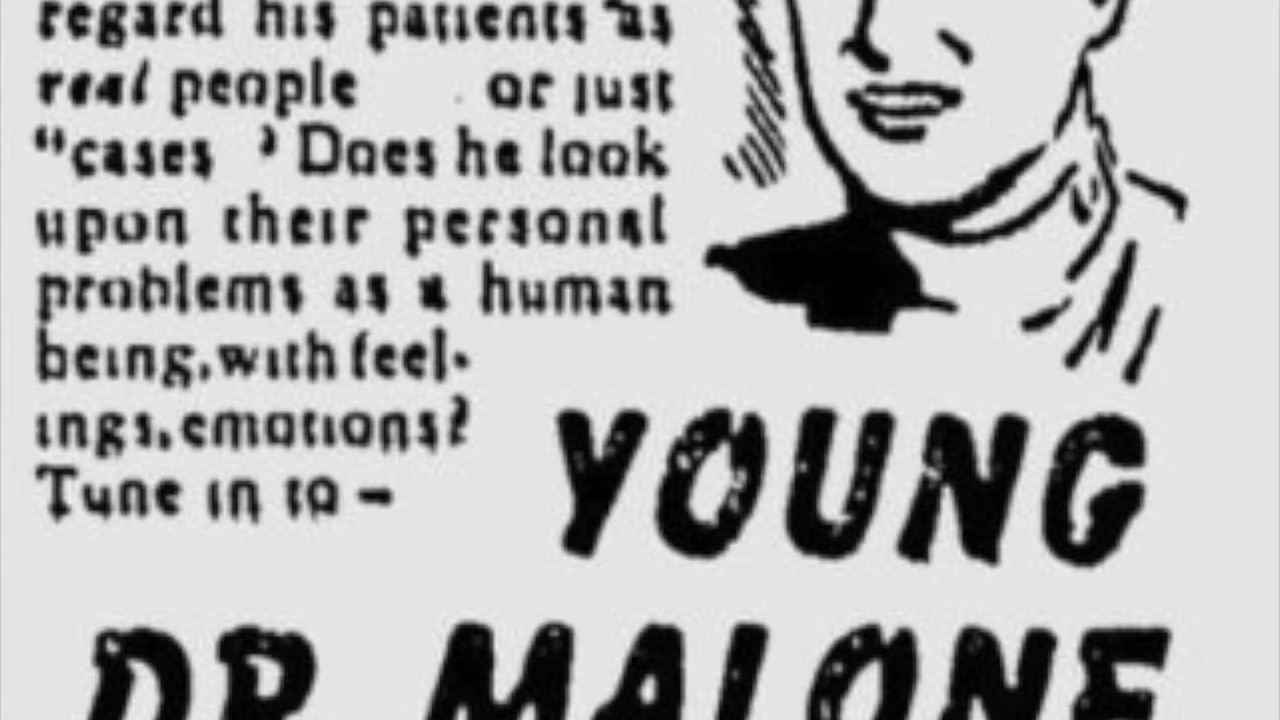 regard his patients as
real people or just
"cases ? Does he look
upon their personal
problems as a human
being, with feel-
ings, emotions?
Tune in to –
YOUNG
DR MALONE